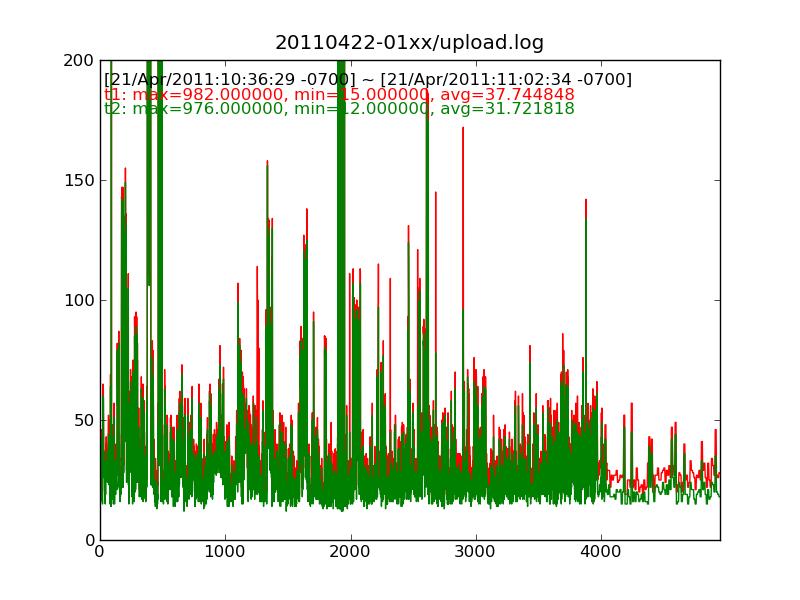 20110422-01xx/upload.log
200
[21/Apr/2011:10:36:29 -0700] ~ [21/Apr/2011:11:02:34 -0700]
t1: max=982.000000, min=15.000000, avg=37.744848
t2: max=976.000000, min=12.000000, avg=31.721818
150
100
50
0
0 1000 2000 3000 4000